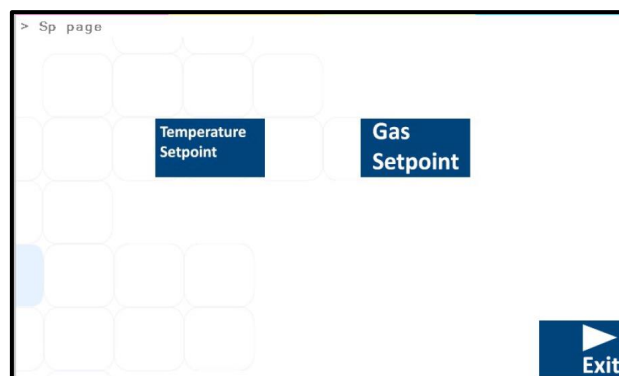 > Sp page
Temperature
Setpoint
Gas
Setpoint
Exit